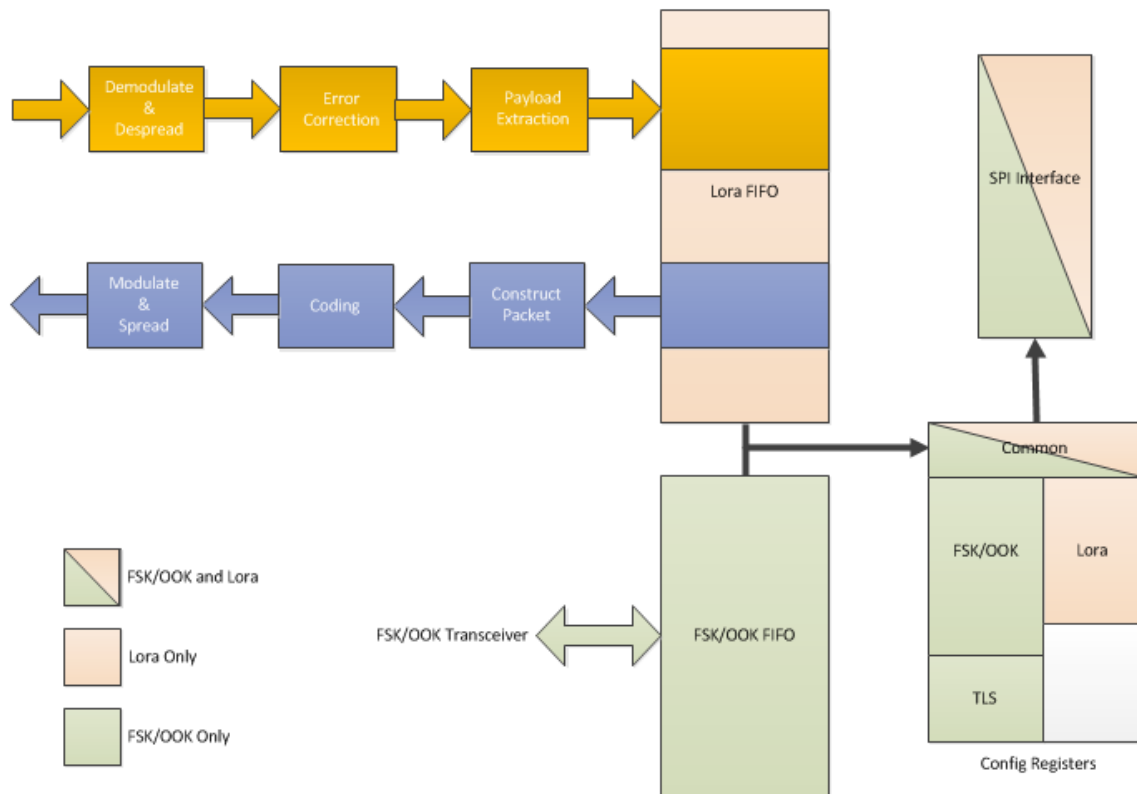 Demodulate
&
Despread
Error
Correction
Payload
Extraction
Lora FIFO
SPI Interface
Modulate
&
Spread
Coding
Construct
Packet
Common
FSK/OOK
Lora
TLS
Config Registers
FSK/OOK and Lora
Lora Only
FSK/OOK Only
FSK/OOK Transceiver
FSK/OOK FIFO